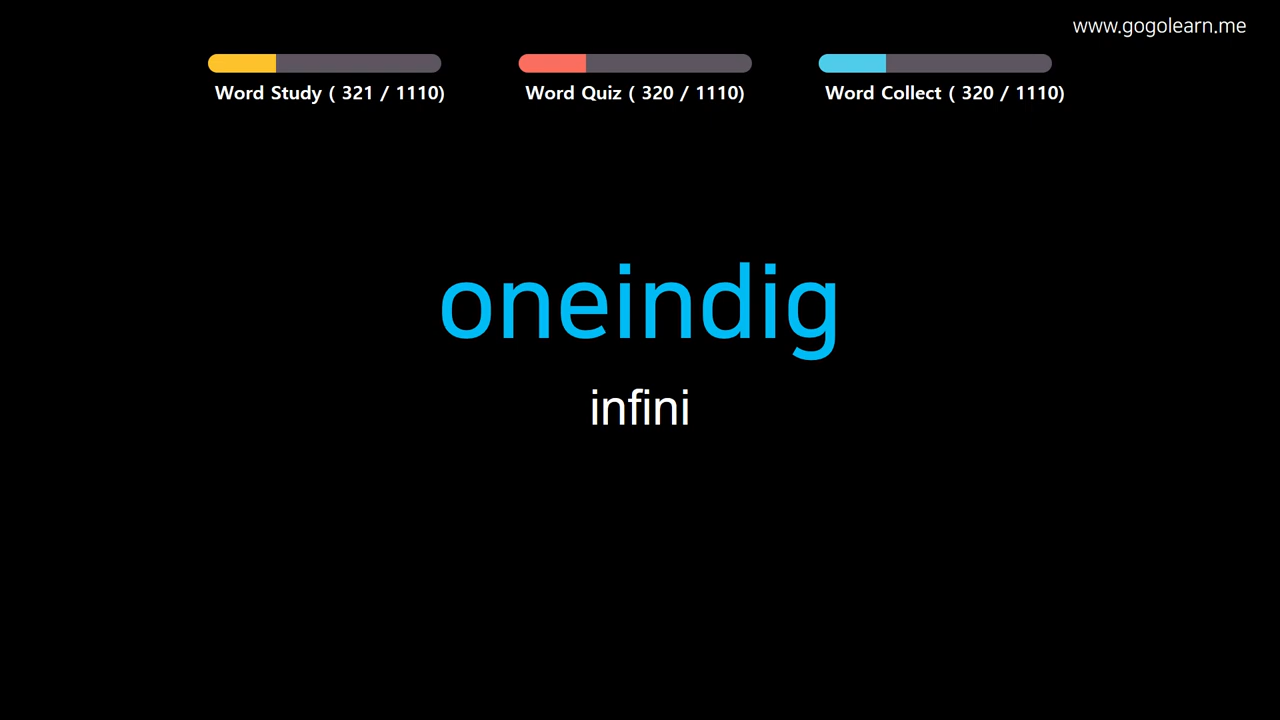 www.gogolearn.me
Word Study ( 321 / 1110)
Word Quiz ( 320 / 1110)
Word Collect ( 320 / 1110)
oneindig
infini